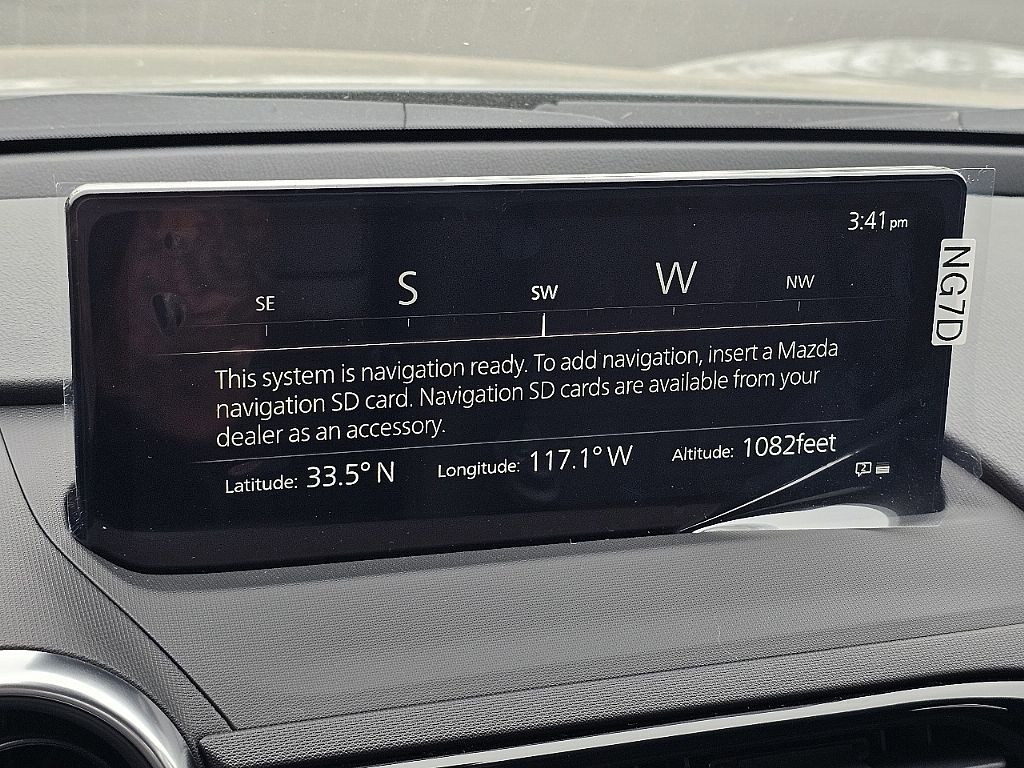 3:41 pm
SE S SW W NW
This system is navigation ready. To add navigation, insert a Mazda
navigation SD card. Navigation SD cards are available from your
dealer as an accessory.
Latitude: 33.5° N Longitude: 117.1° W Altitude: 1082feet
2
NG7D